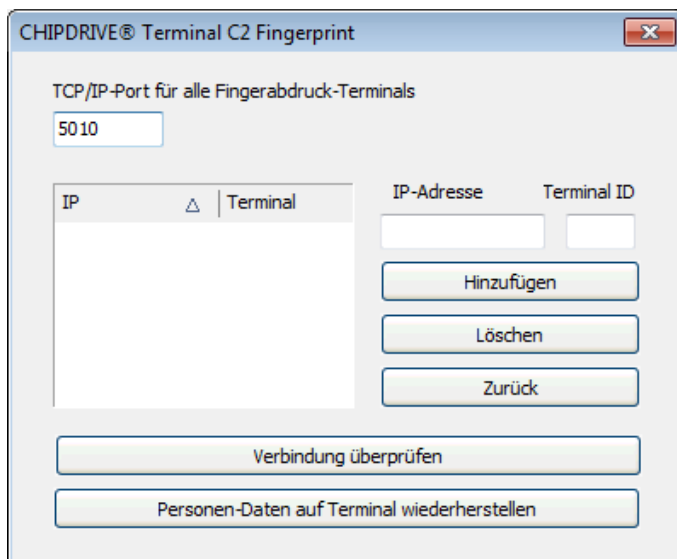 CHIPDRIVE® Terminal C2 Fingerprint
TCP/IP-Port für alle Fingerabdruck-Terminals
5010
IP Terminal
IP-Adresse Terminal ID
Hinzufügen
Löschen
Zurück
Verbindung überprüfen
Personen-Daten auf Terminal wiederherstellen